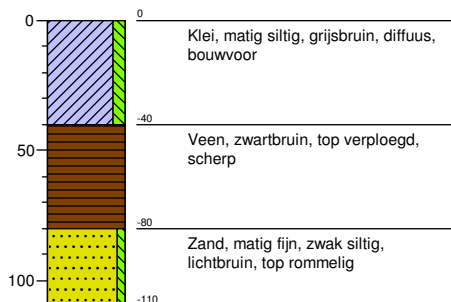 0
0
Klei, matig siltig, grijsbruin, diffuus,
bouwvoor
-40
Veen, zwartbruin, top verploegd,
scherp
50
-80
Zand, matig fijn, zwak siltig,
lichtbruin, top rommelig
100
-110